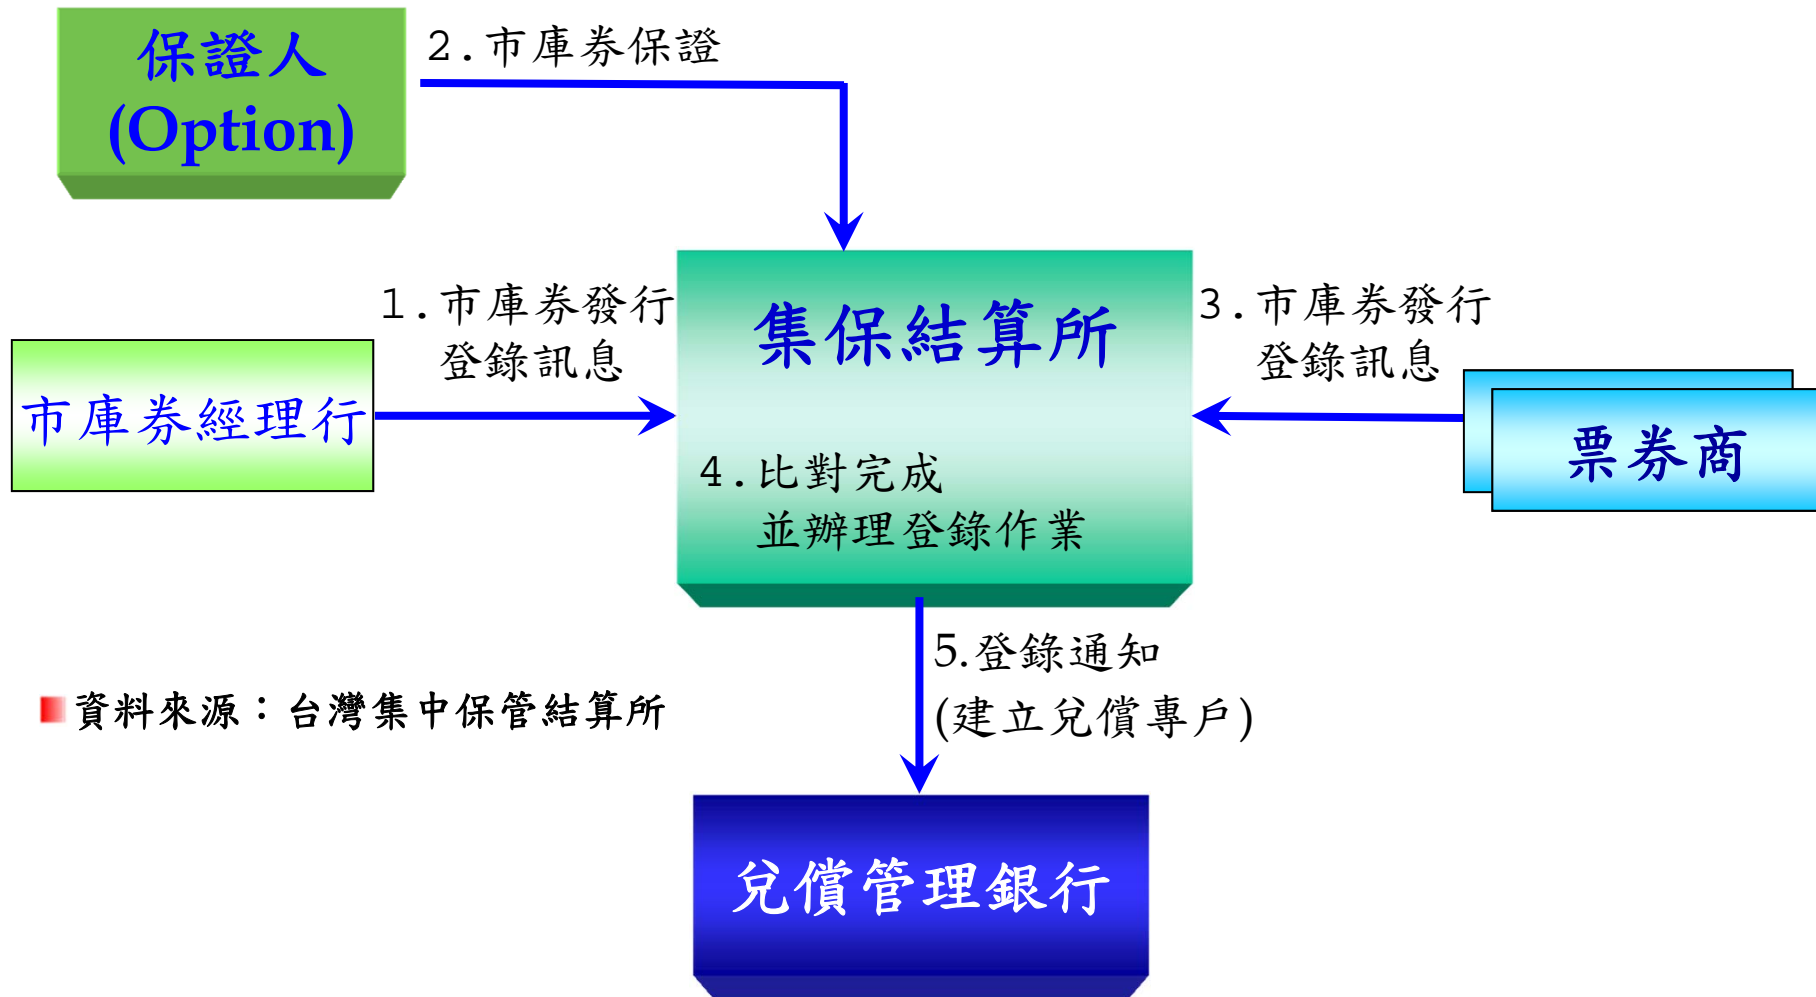 保證人
(Option)
2.市庫券保證
1.市庫券發行
登錄訊息
市庫券經理行
集保結算所
4.比對完成
並辦理登錄作業
3.市庫券發行
登錄訊息
票券商
5.登錄通知
(建立兌償專戶)
資料來源：台灣集中保管結算所
兌償管理銀行